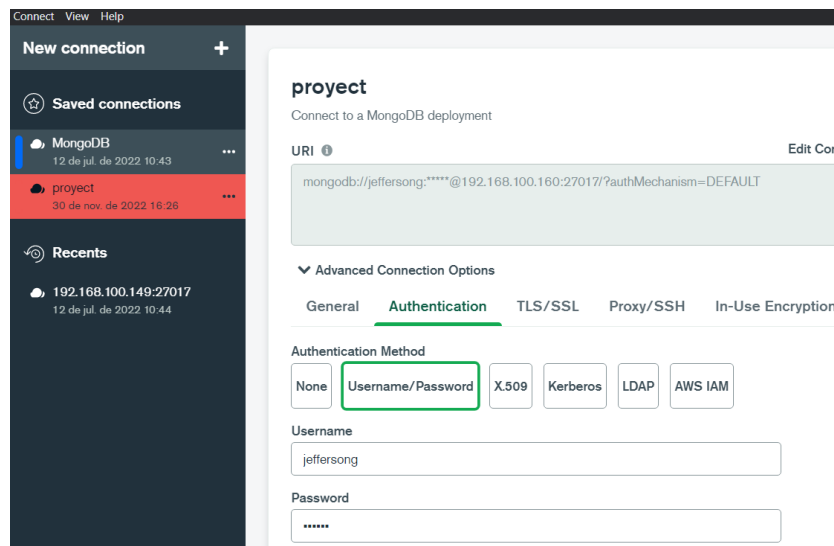 Connect View Help
New connection +
Saved connections
MongoDB
12 de jul. de 2022 10:43
proyect
30 de nov. de 2022 16:26
Recents
192.168.100.149:27017
12 de jul. de 2022 10:44
proyect
Connect to a MongoDB deployment
URI
Edit Con
mongodb://jeffersong:*****@192.168.100.160:27017/?authMechanism=DEFAULT
Advanced Connection Options
General Authentication TLS/SSL Proxy/SSH In-Use Encryption
Authentication Method
None Username/Password X.509 Kerberos LDAP AWS IAM
Username
jeffersong
Password
••••••